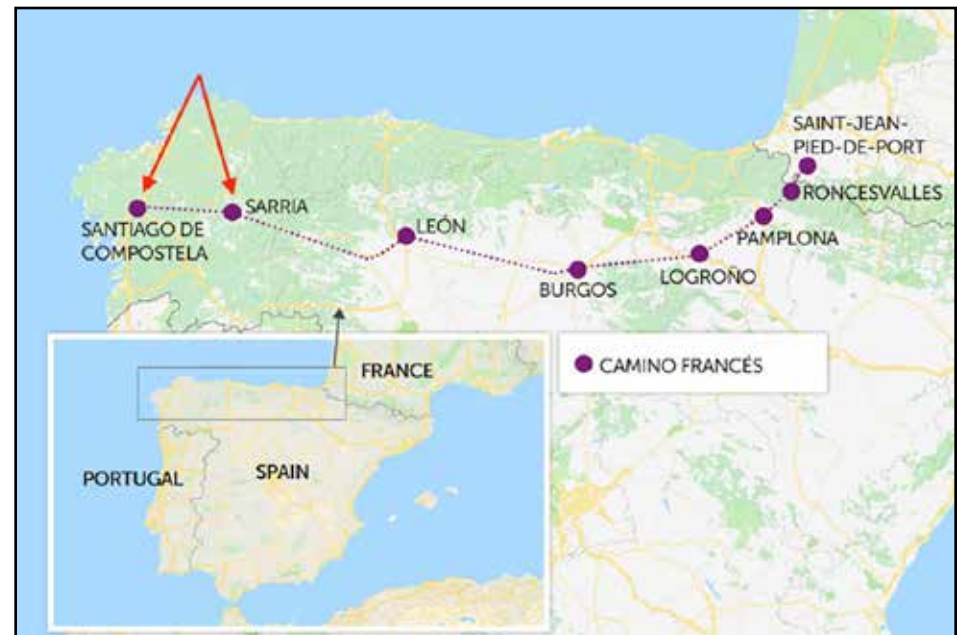 SAINT-JEAN-
PIED-DE-PORT
RONCESVALLES
PAMPLONA
LOGROÑO
BURGOS
LEÓN
SARRIA
SANTIAGO DE
COMPOSTELA
CAMINO FRANCÉS
FRANCE
PORTUGAL
SPAIN